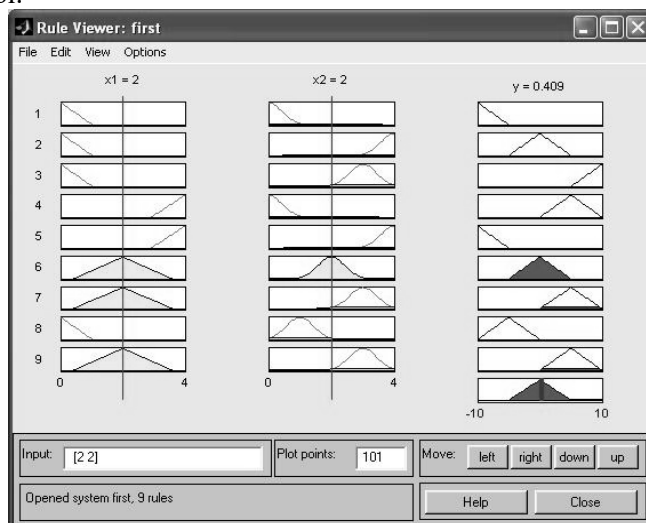 Rule Viewer: first
File Edit View Options
x1 = 2 x2 = 2 y = 0.409
1
2
3
4
5
6
7
8
9
0 4 0 4
-10 10
Input: [2 2] Plot points: 101 Move: left right down up
Opened system first, 9 rules Help Close